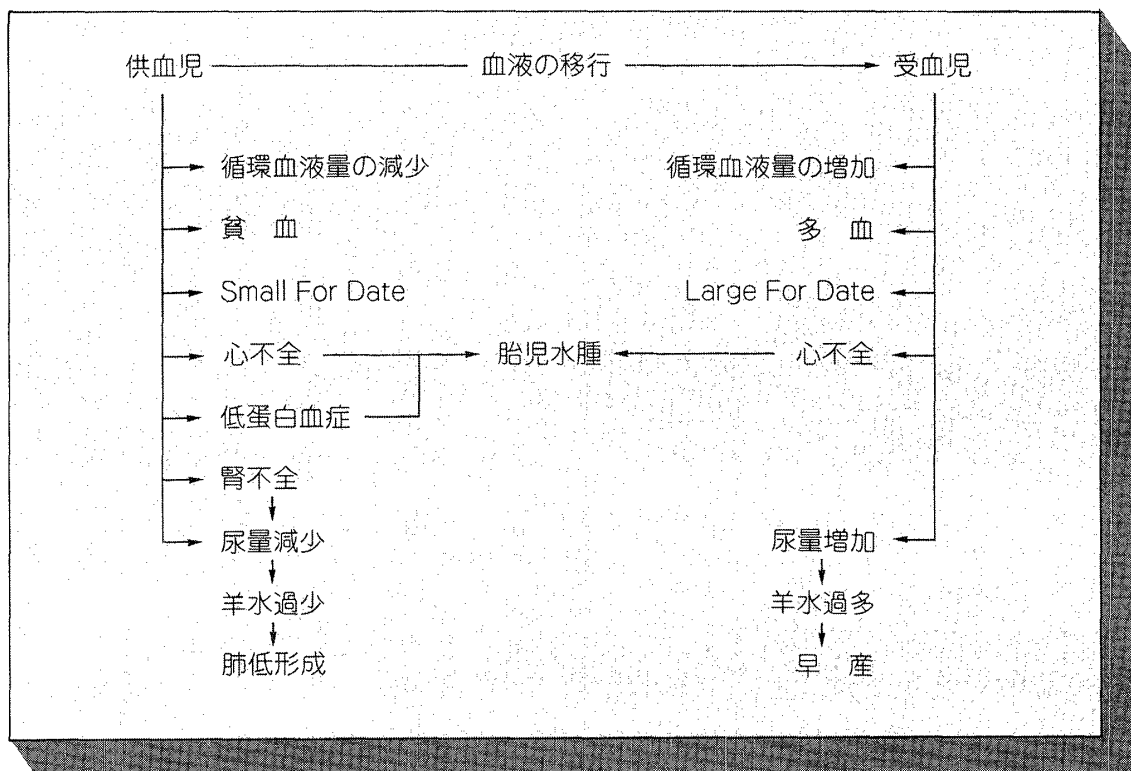 供血児 血液の移行 受血児
循環血液量の減少 循環血液量の増加
貧 血 多 血
Small For Date Large For Date
心不全 胎児水腫 心不全
低蛋白血症
腎不全
尿量減少 尿量増加
羊水過少 羊水過多
肺低形成 早 産